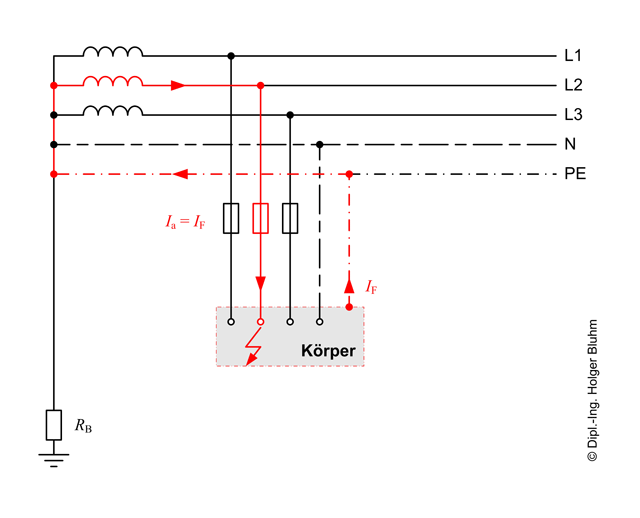 L1
L2
L3
N
PE
Ia = IF
IF
Körper
RB
© Dipl.-Ing. Holger Bluhm